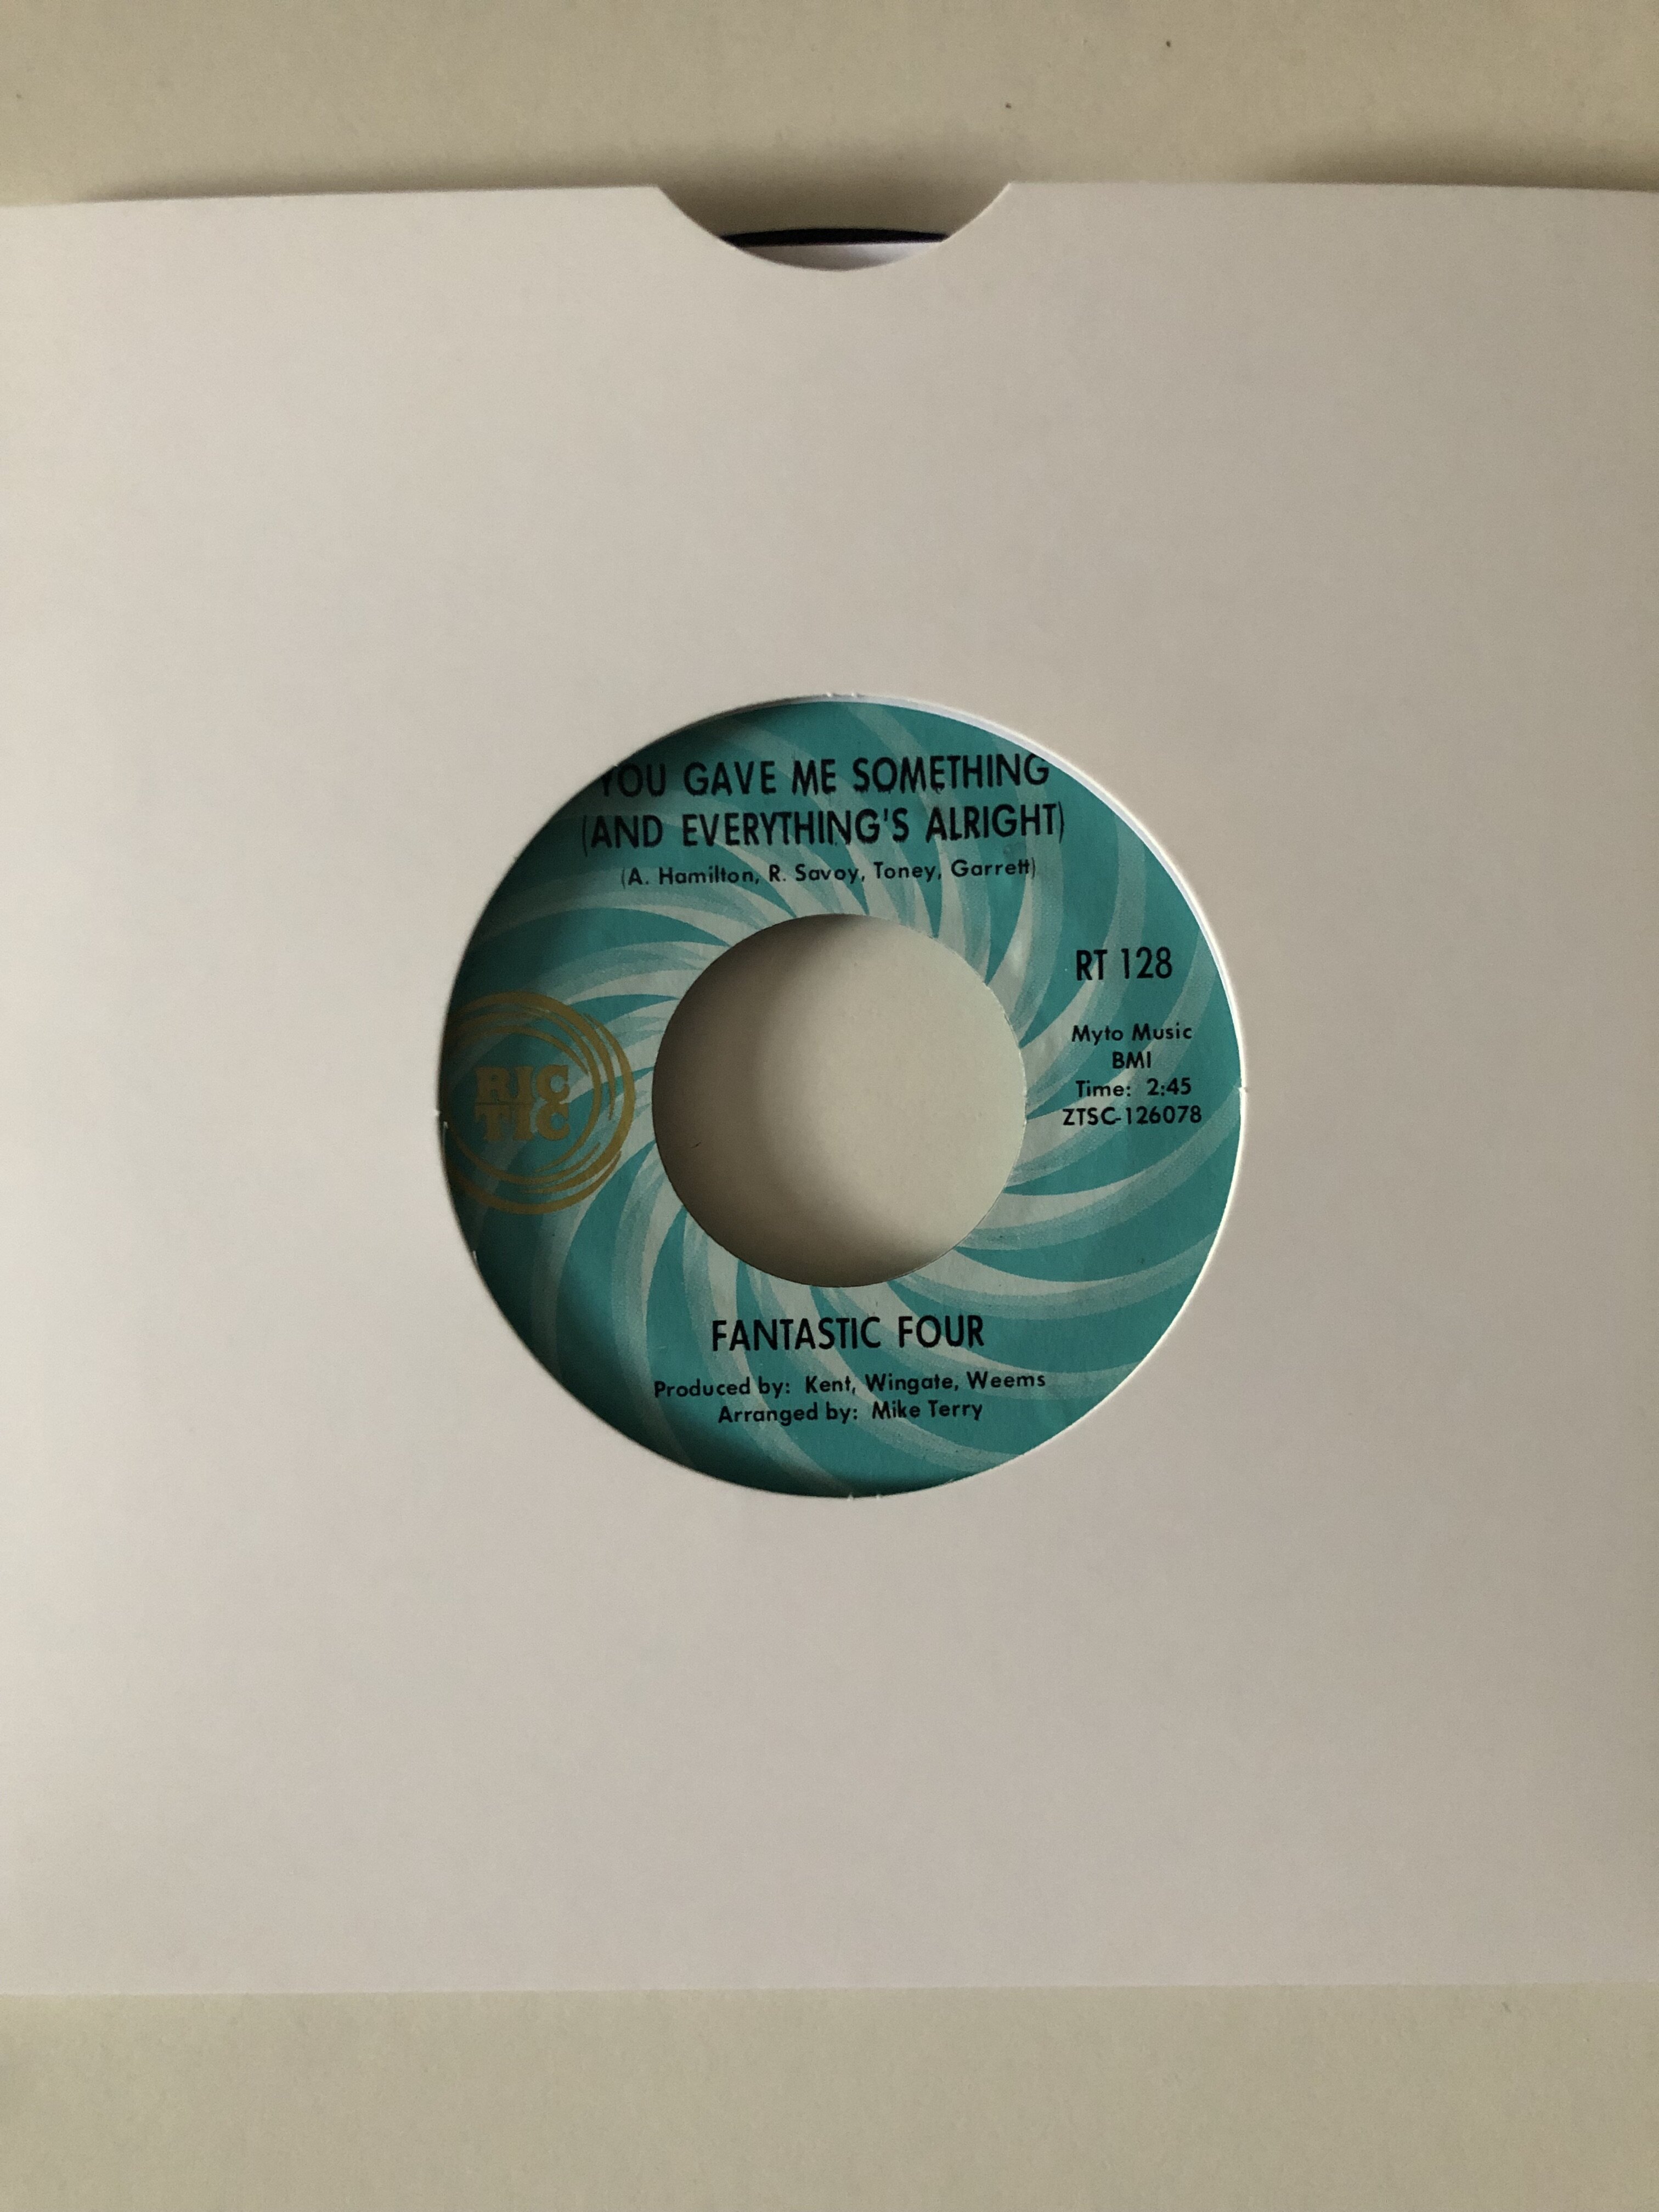 YOU GAVE ME SOMETHING
(AND EVERYTHING'S ALRIGHT)
(A. Hamilton, R. Savoy, Toney, Garrett)
RT 128
Myto Music
BMI
Time: 2:45
ZTSC-126078
RIC
TIC
FANTASTIC FOUR
Produced by: Kent, Wingate, Weems
Arranged by: Mike Terry